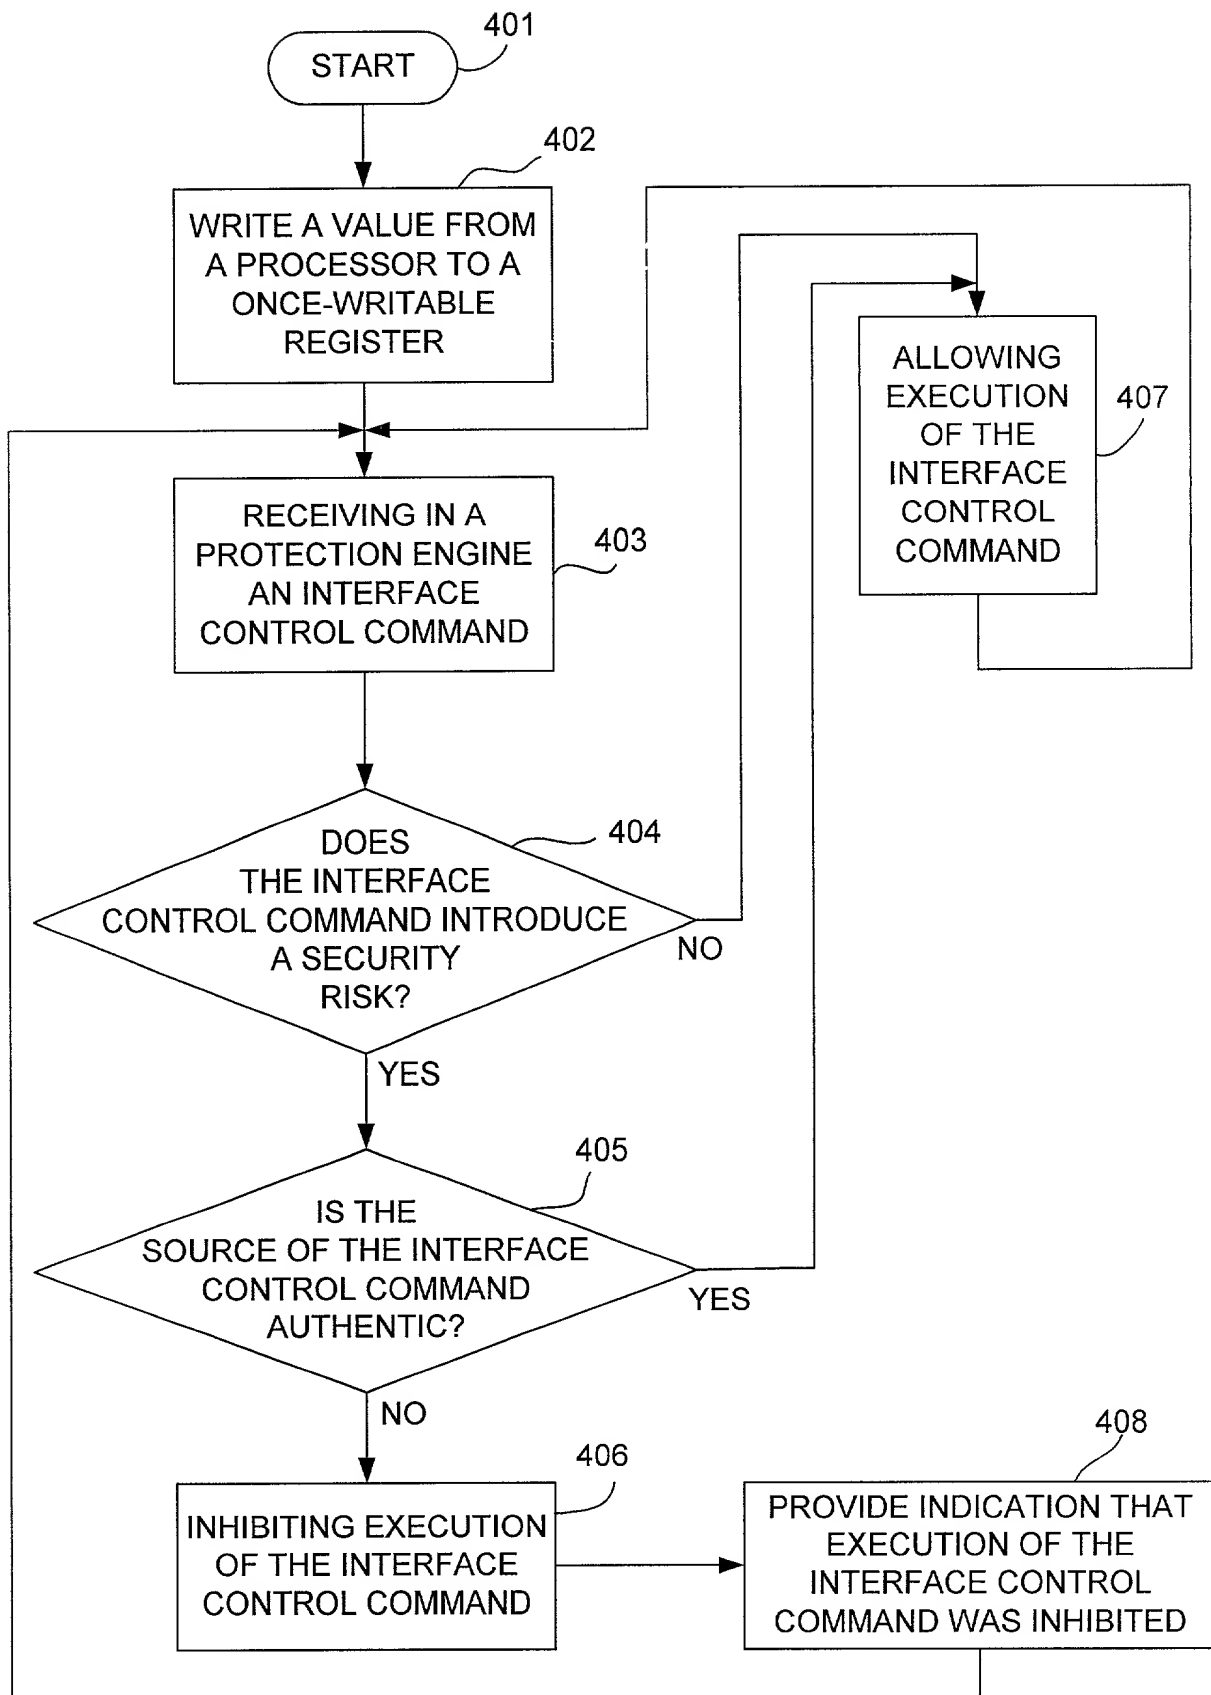 401
START
402
WRITE A VALUE FROM
A PROCESSOR TO A
ONCE-WRITABLE
REGISTER
ALLOWING
EXECUTION
OF THE
INTERFACE
CONTROL
COMMAND
407
RECEIVING IN A
PROTECTION ENGINE
AN INTERFACE
CONTROL COMMAND
403
404
DOES
THE INTERFACE
CONTROL COMMAND INTRODUCE
A SECURITY
RISK?
NO
YES
405
IS THE
SOURCE OF THE INTERFACE
CONTROL COMMAND
AUTHENTIC?
YES
NO
406
INHIBITING EXECUTION
OF THE INTERFACE
CONTROL COMMAND
408
PROVIDE INDICATION THAT
EXECUTION OF THE
INTERFACE CONTROL
COMMAND WAS INHIBITED